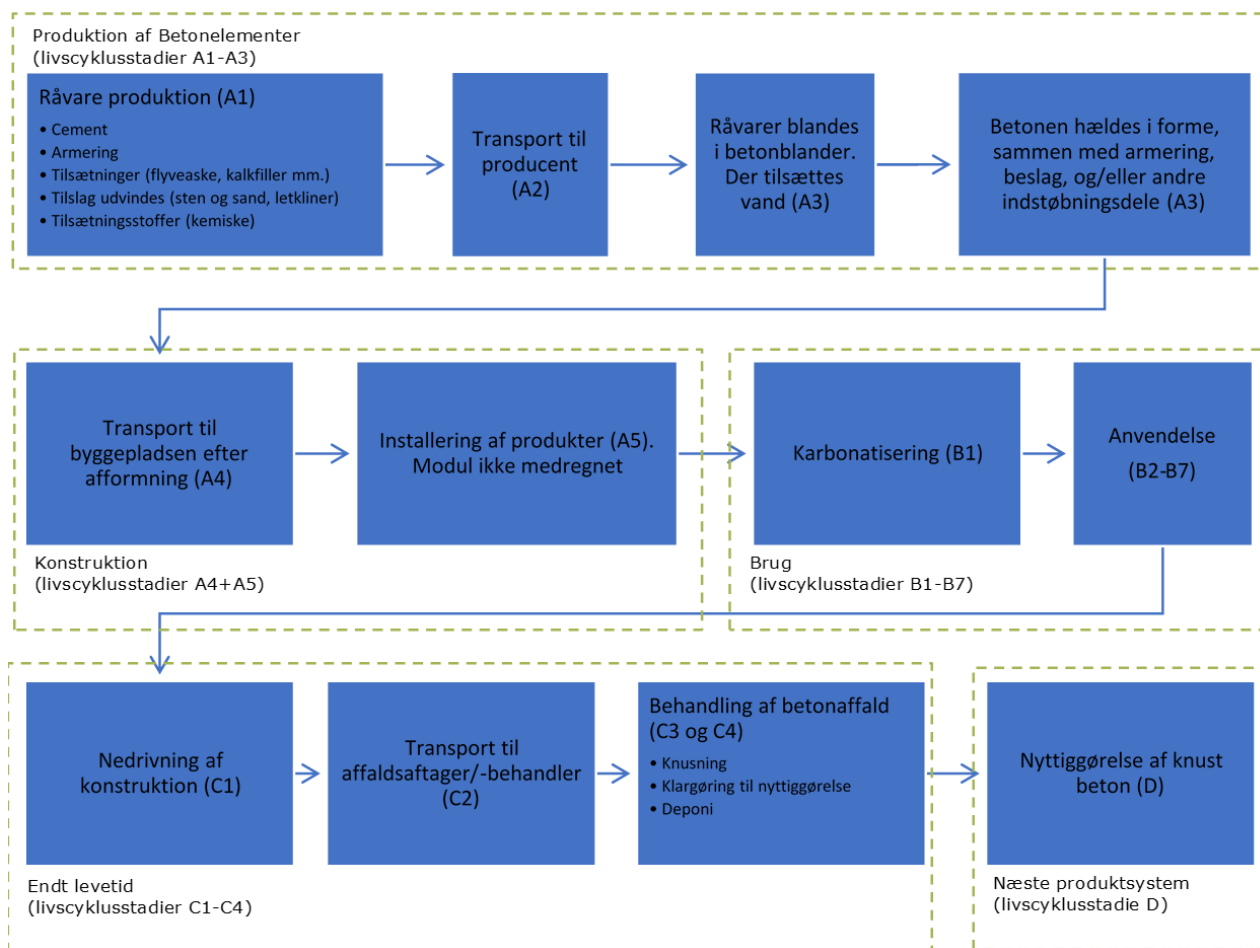 Produktion af Betonelementer
(livscyklusstadier A1-A3)
Råvare produktion (A1)
• Cement
• Armering
• Tilsætninger (flyveaske, kalkfiller mm.)
• Tilslag udvindes (sten og sand, letkliner)
• Tilsætningsstoffer (kemiske)
Transport til
producent
(A2)
Råvarer blandes
i betonblander.
Der tilsættes
vand (A3)
Betonen hældes i forme,
sammen med armering,
beslag, og/eller andre
indstøbningsdele (A3)
Transport til
byggepladsen efter
afformning (A4)
Installering af produkter (A5).
Modul ikke medregnet
Konstruktion
(livscyklusstadier A4+A5)
Karbonatisering (B1)
Anvendelse
(B2-B7)
Brug
(livscyklusstadier B1-B7)
Nedrivning af
konstruktion (C1)
Transport til
affaldsaftager/-behandler
(C2)
Behandling af betonaffald
(C3 og C4)
• Knusning
• Klargøring til nyttiggørelse
• Deponi
Endt levetid
(livscyklusstadier C1-C4)
Nyttiggørelse af knust
beton (D)
Næste produktsystem
(livscyklusstadie D)